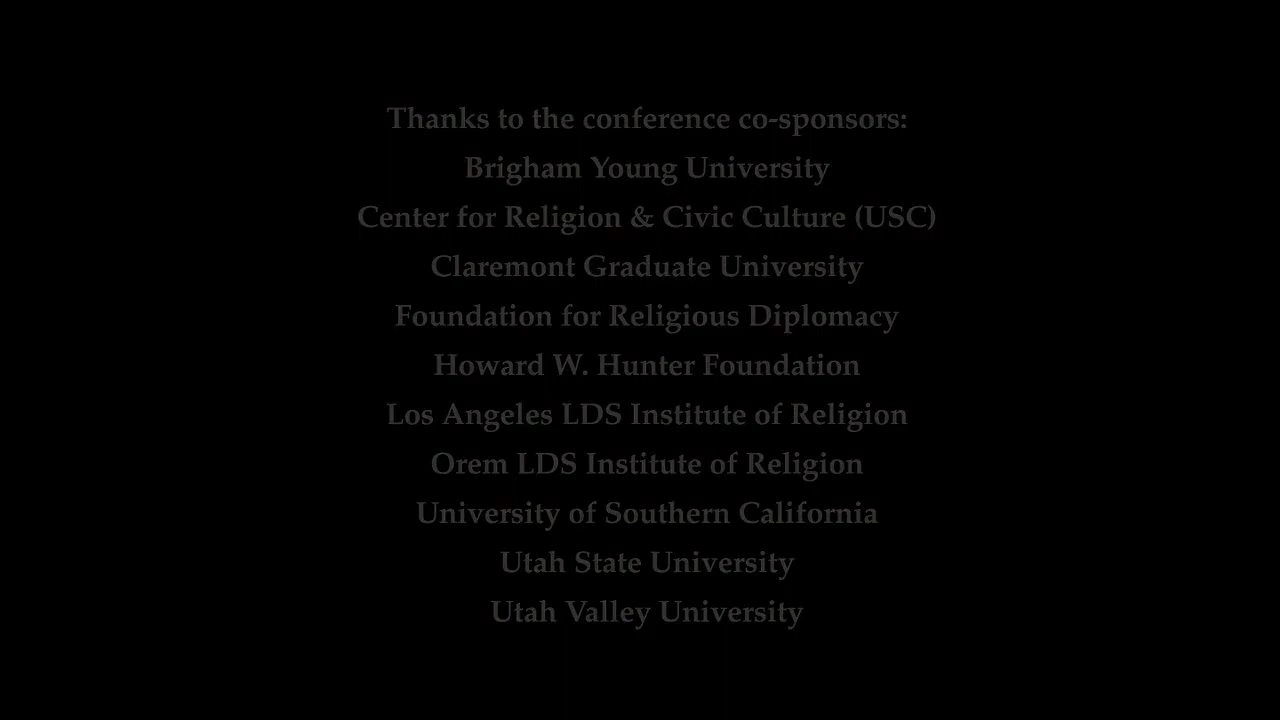 Thanks to the conference co-sponsors:
Brigham Young University
Center for Religion & Civic Culture (USC)
Claremont Graduate University
Foundation for Religious Diplomacy
Howard W. Hunter Foundation
Los Angeles LDS Institute of Religion
Orem LDS Institute of Religion
University of Southern California
Utah State University
Utah Valley University